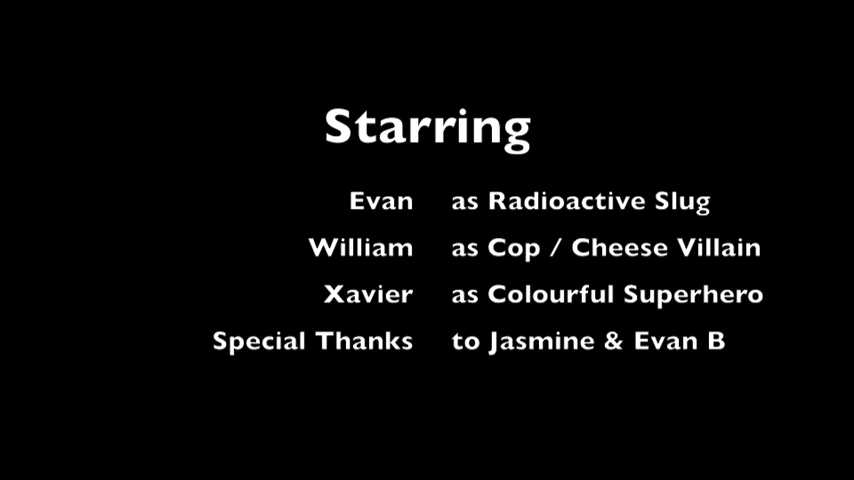 Starring
Evan as Radioactive Slug
William as Cop / Cheese Villain
Xavier as Colourful Superhero
Special Thanks to Jasmine & Evan B